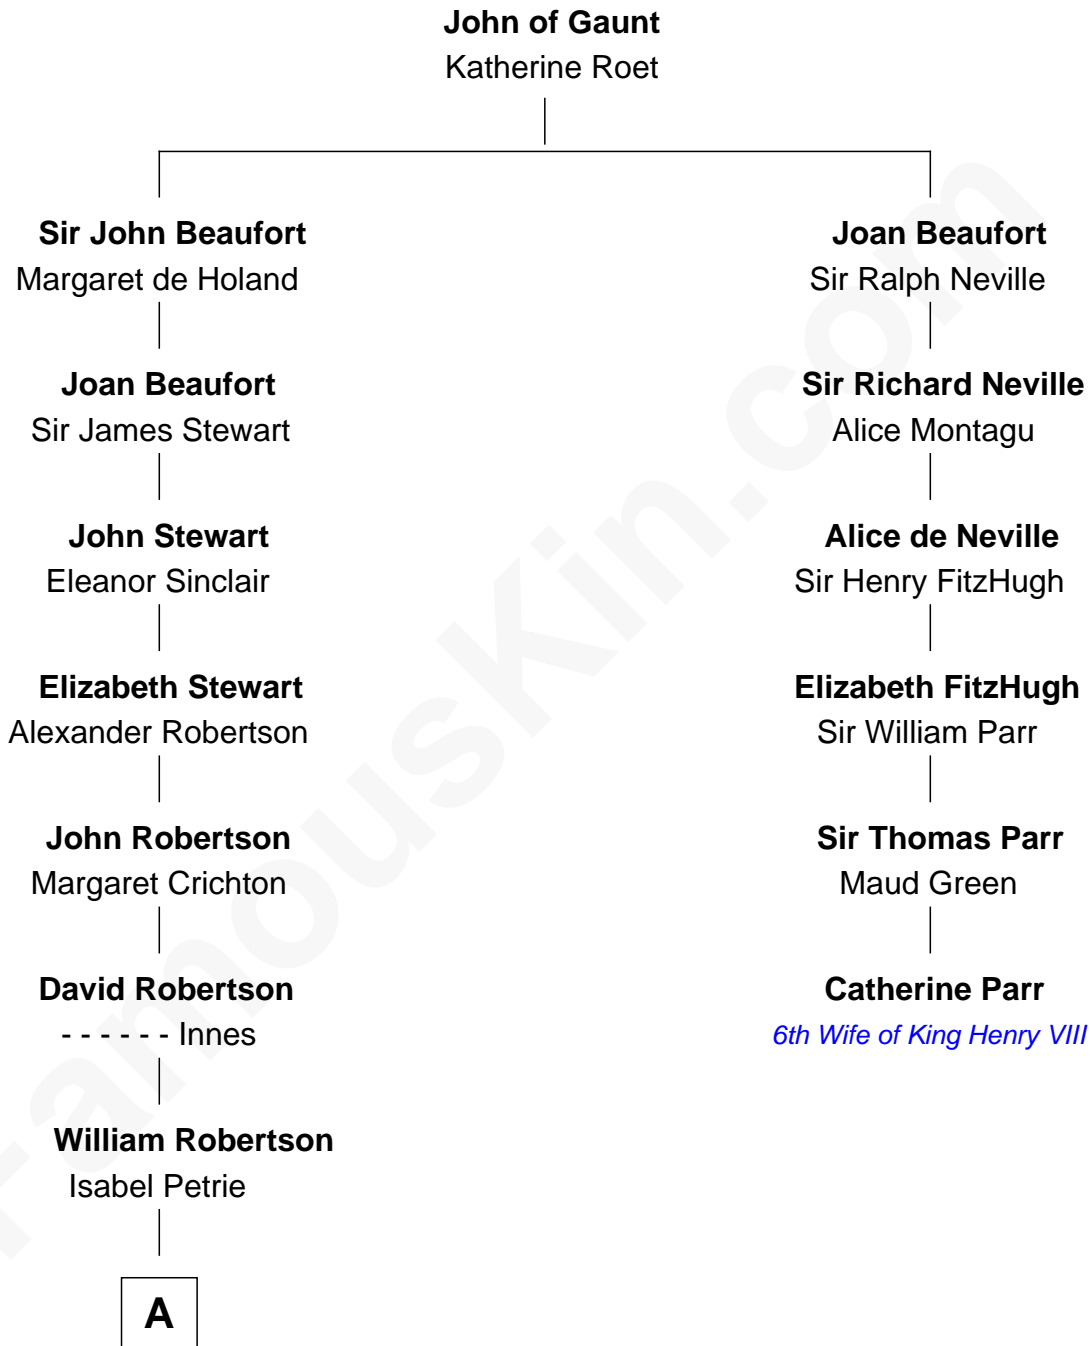 John of Gaunt
Katherine Roet
Sir John Beaufort
Margaret de Holand
Joan Beaufort
Sir James Stewart
John Stewart
Eleanor Sinclair
Elizabeth Stewart
Alexander Robertson
John Robertson
Margaret Crichton
David Robertson
- - - - - - Innes
William Robertson
Isabel Petrie
A
Joan Beaufort
Sir Ralph Neville
Sir Richard Neville
Alice Montagu
Alice de Neville
Sir Henry FitzHugh
Elizabeth FitzHugh
Sir William Parr
Sir Thomas Parr
Maud Green
Catherine Parr
6th Wife of King Henry VIII
FamousKin.com